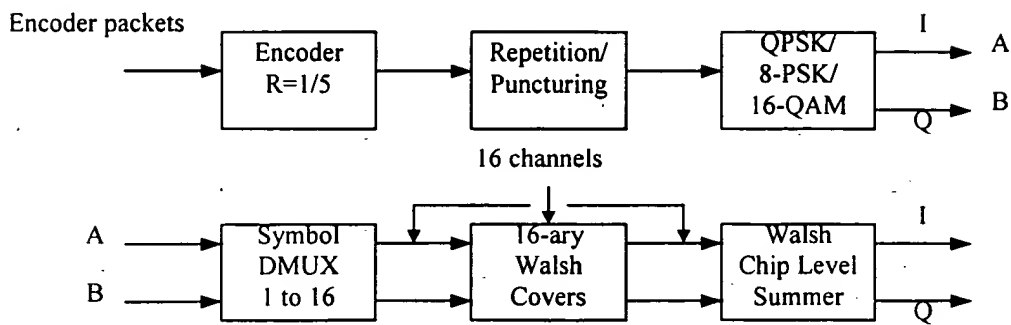 Encoder packets
Encoder
R=1/5
Repetition/
Puncturing
QPSK/
8-PSK/
16-QAM
I
A
B
Q
16 channels
A
B
Symbol
DMUX
1 to 16
16-ary
Walsh
Covers
Walsh
Chip Level
Summer
I
Q